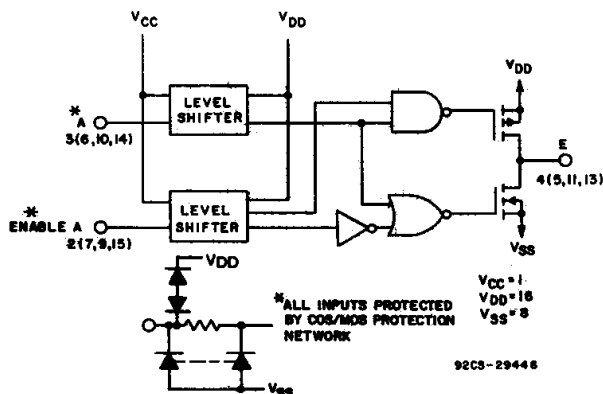 VCC VDD
LEVEL
SHIFTER
VDD
*
A
3(6,10,14)
E
4(5,11,13)
LEVEL
SHIFTER
*
ENABLE A
2(7,9,15)
VSS
VDD
VCC=1
VDD=16
VSS=8
*ALL INPUTS PROTECTED
BY COS/MOS PROTECTION
NETWORK
92CS-29446